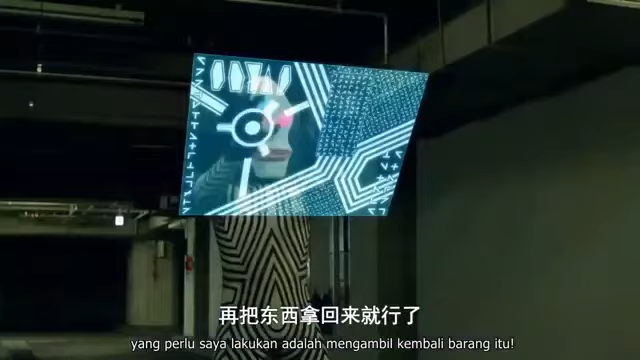 再把东西拿回来就行了
yang perlu saya lakukan adalah mengambil kembali barang itu!